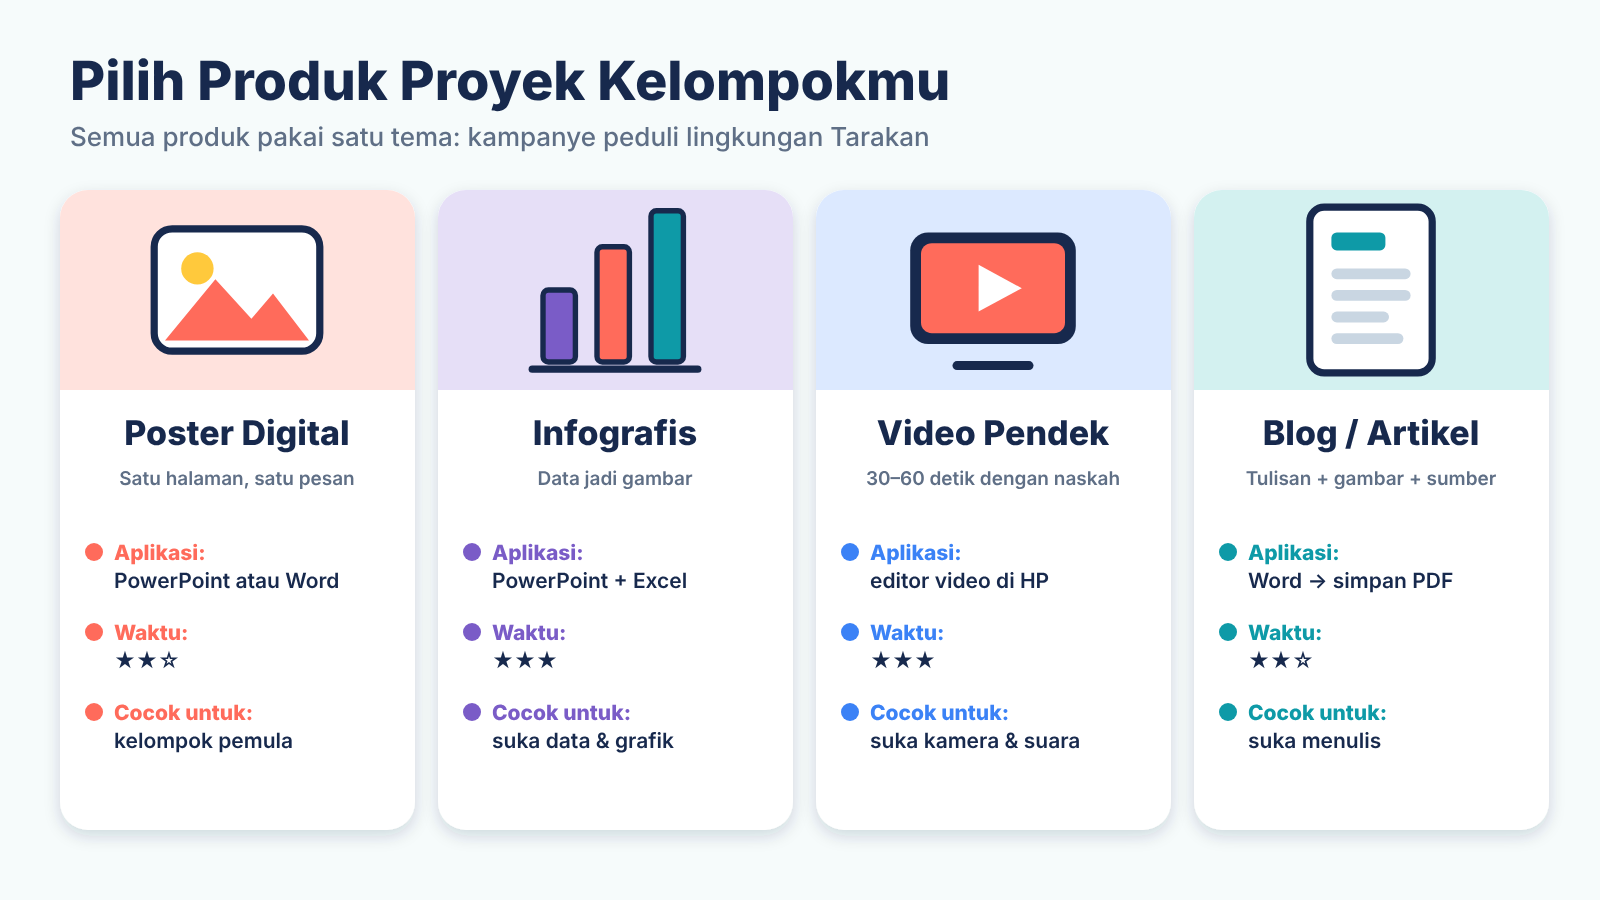 Pilih Produk Proyek Kelompokmu
Semua produk pakai satu tema: kampanye peduli lingkungan Tarakan
Poster Digital
Satu halaman, satu pesan
Aplikasi:
PowerPoint atau Word
Waktu:
★★☆
Cocok untuk:
kelompok pemula
Infografis
Data jadi gambar
Aplikasi:
PowerPoint + Excel
Waktu:
★★★
Cocok untuk:
suka data & grafik
Video Pendek
30–60 detik dengan naskah
Aplikasi:
editor video di HP
Waktu:
★★★
Cocok untuk:
suka kamera & suara
Blog / Artikel
Tulisan + gambar + sumber
Aplikasi:
Word → simpan PDF
Waktu:
★★☆
Cocok untuk:
suka menulis